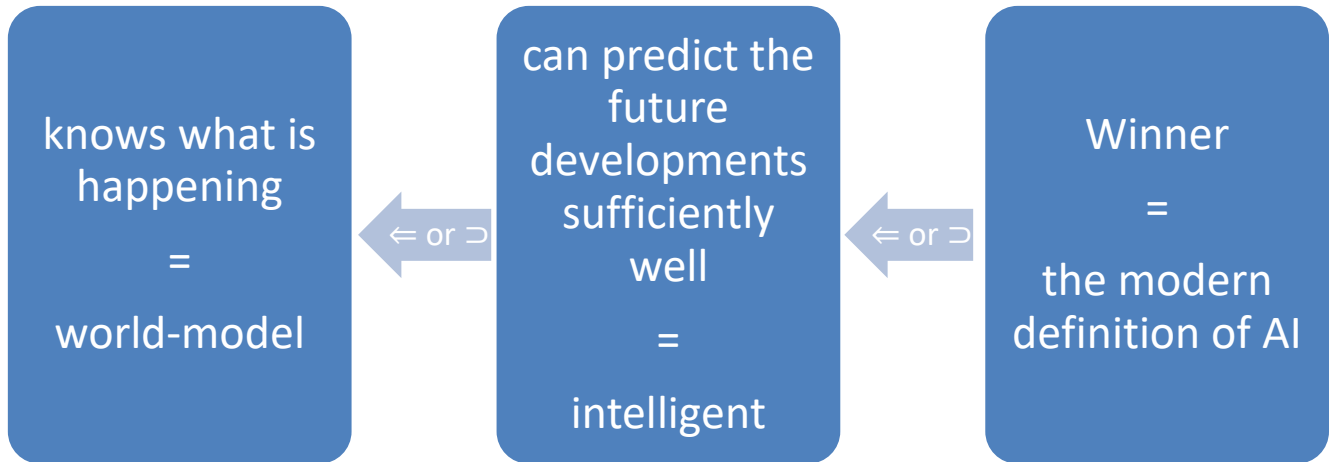 knows what is
happening
=
world-model
⇐ or ⊃
can predict the
future
developments
sufficiently
well
=
intelligent
⇐ or ⊃
Winner
=
the modern
definition of AI